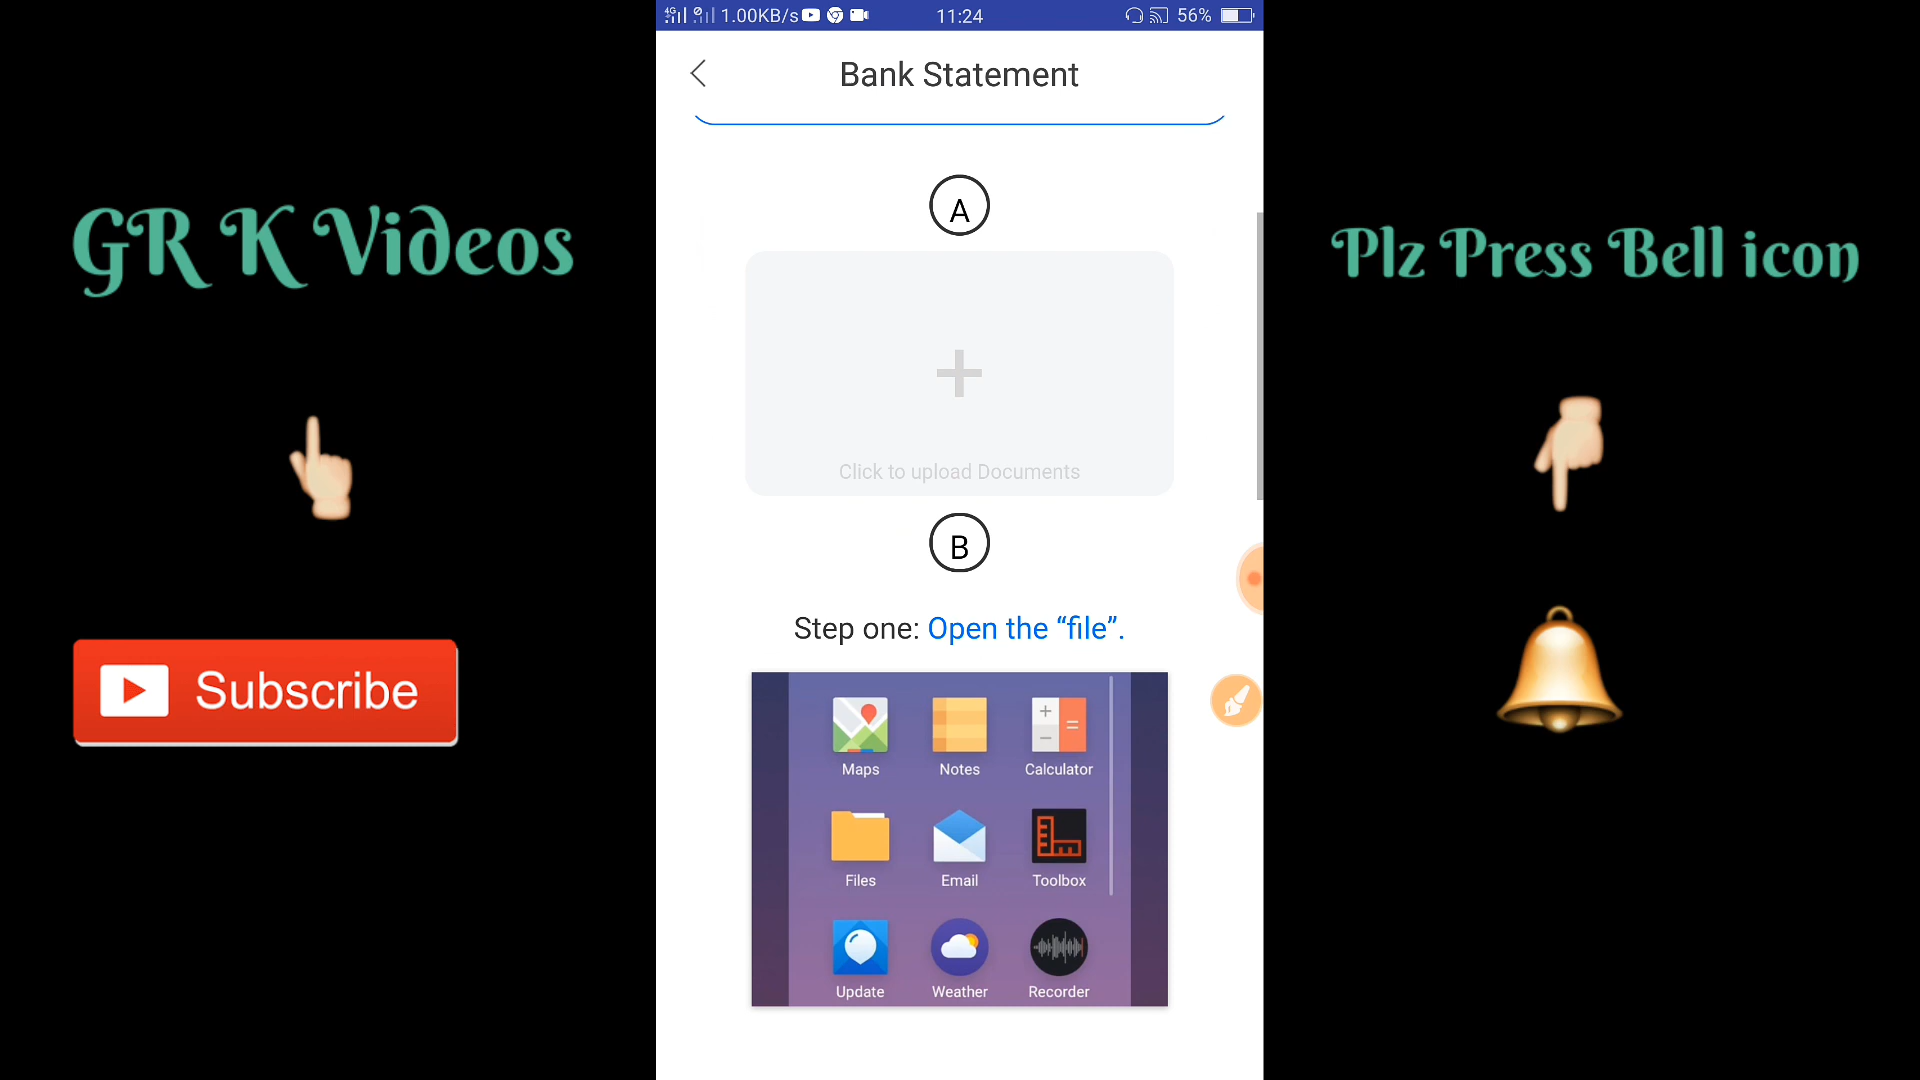 1.00KB/s 11:24 56%
Bank Statement
GR K Videos
Plz Press Bell icon
A
Click to upload Documents
B
Step one: Open the “file”.
Subscribe
Maps Notes Calculator
Files Email Toolbox
Update Weather Recorder